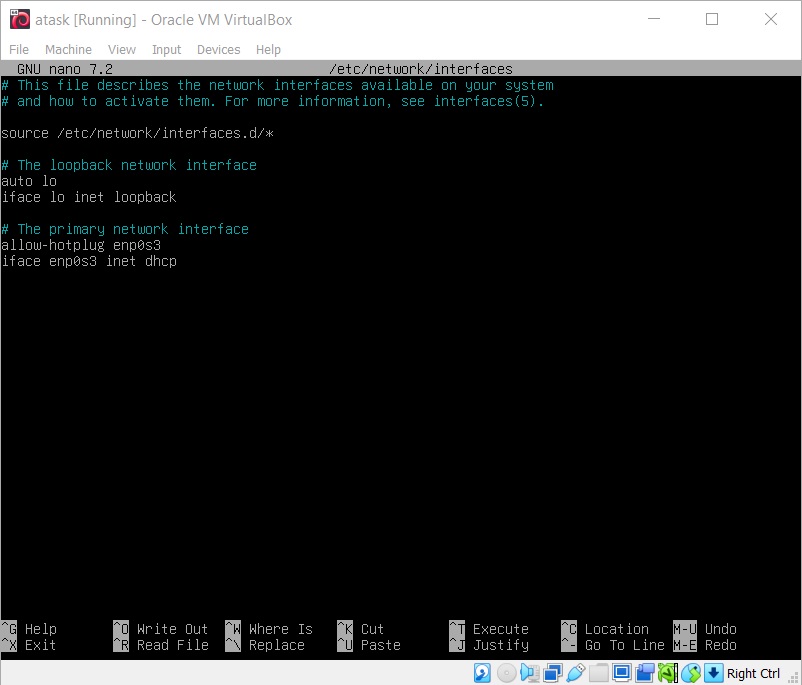 atask [Running] - Oracle VM VirtualBox
File Machine View Input Devices Help
GNU nano 7.2 /etc/network/interfaces
# This file describes the network interfaces available on your system
# and how to activate them. For more information, see interfaces(5).
source /etc/network/interfaces.d/*
# The loopback network interface
auto lo
iface lo inet loopback
# The primary network interface
allow-hotplug enp0s3
iface enp0s3 inet dhcp
^G Help ^O Write Out ^W Where Is ^K Cut ^T Execute ^C Location M-U Undo
^X Exit ^R Read File ^\ Replace ^U Paste ^J Justify ^- Go To Line M-E Redo
Right Ctrl